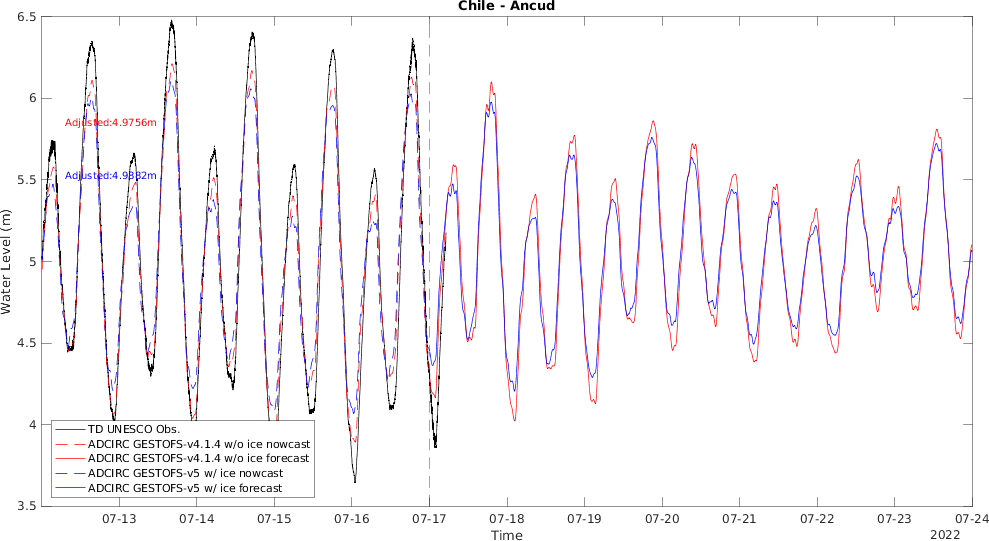 Chile - Ancud
6.5
6
5.5
5
4.5
4
3.5
Water Level (m)
Adjusted:4.9756m
Adjusted:4.9382m
TD UNESCO Obs.
ADCIRC GESTOFS-v4.1.4 w/o ice nowcast
ADCIRC GESTOFS-v4.1.4 w/o ice forecast
ADCIRC GESTOFS-v5 w/ ice nowcast
ADCIRC GESTOFS-v5 w/ ice forecast
07-13 07-14 07-15 07-16 07-17 07-18 07-19 07-20 07-21 07-22 07-23 07-24
Time
2022